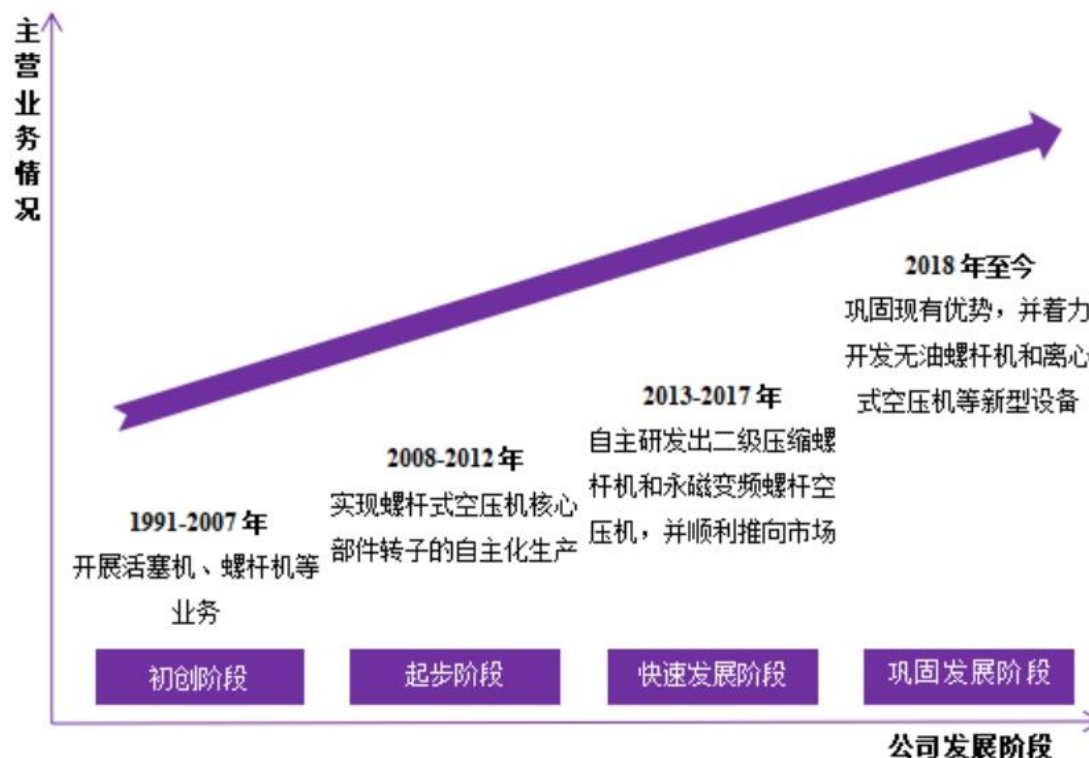 主营业务情况
2018 年至今
巩固现有优势，并着力
开发无油螺杆机和离心
式空压机等新型设备
2013-2017 年
自主研发出二级压缩螺
杆机和永磁变频螺杆空
压机，并顺利推向市场
2008-2012 年
实现螺杆式空压机核心
部件转子的自主化生产
1991-2007 年
开展活塞机、螺杆机等
业务
初创阶段
起步阶段
快速发展阶段
巩固发展阶段
公司发展阶段